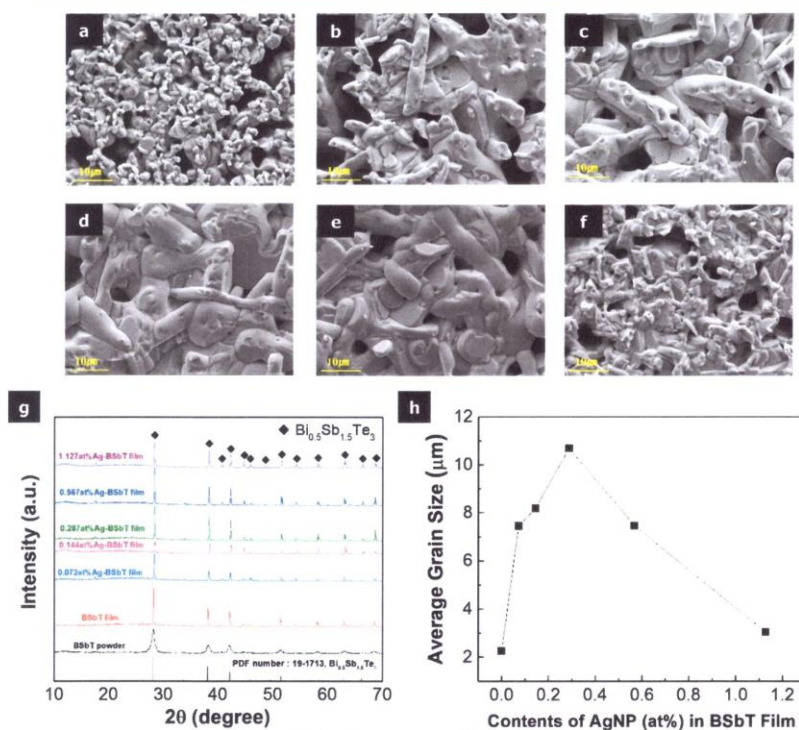 a
b
c
10μm
10μm
10μm
d
e
f
10μm
10μm
10μm
g
h
Intensity (a.u.)
◆ Bi0.5Sb1.5Te3
1.127at%Ag-BSbT film
0.567at%Ag-BSbT film
0.287at%Ag-BSbT film
0.144at%Ag-BSbT film
0.072at%Ag-BSbT film
BSbT film
BSbT powder
PDF number : 19-1713, Bi0.5Sb1.5Te3
10 20 30 40 50 60 70
2θ (degree)
Average Grain Size (μm)
12
10
8
6
4
2
0.0 0.2 0.4 0.6 0.8 1.0 1.2
Contents of AgNP (at%) in BSbT Film